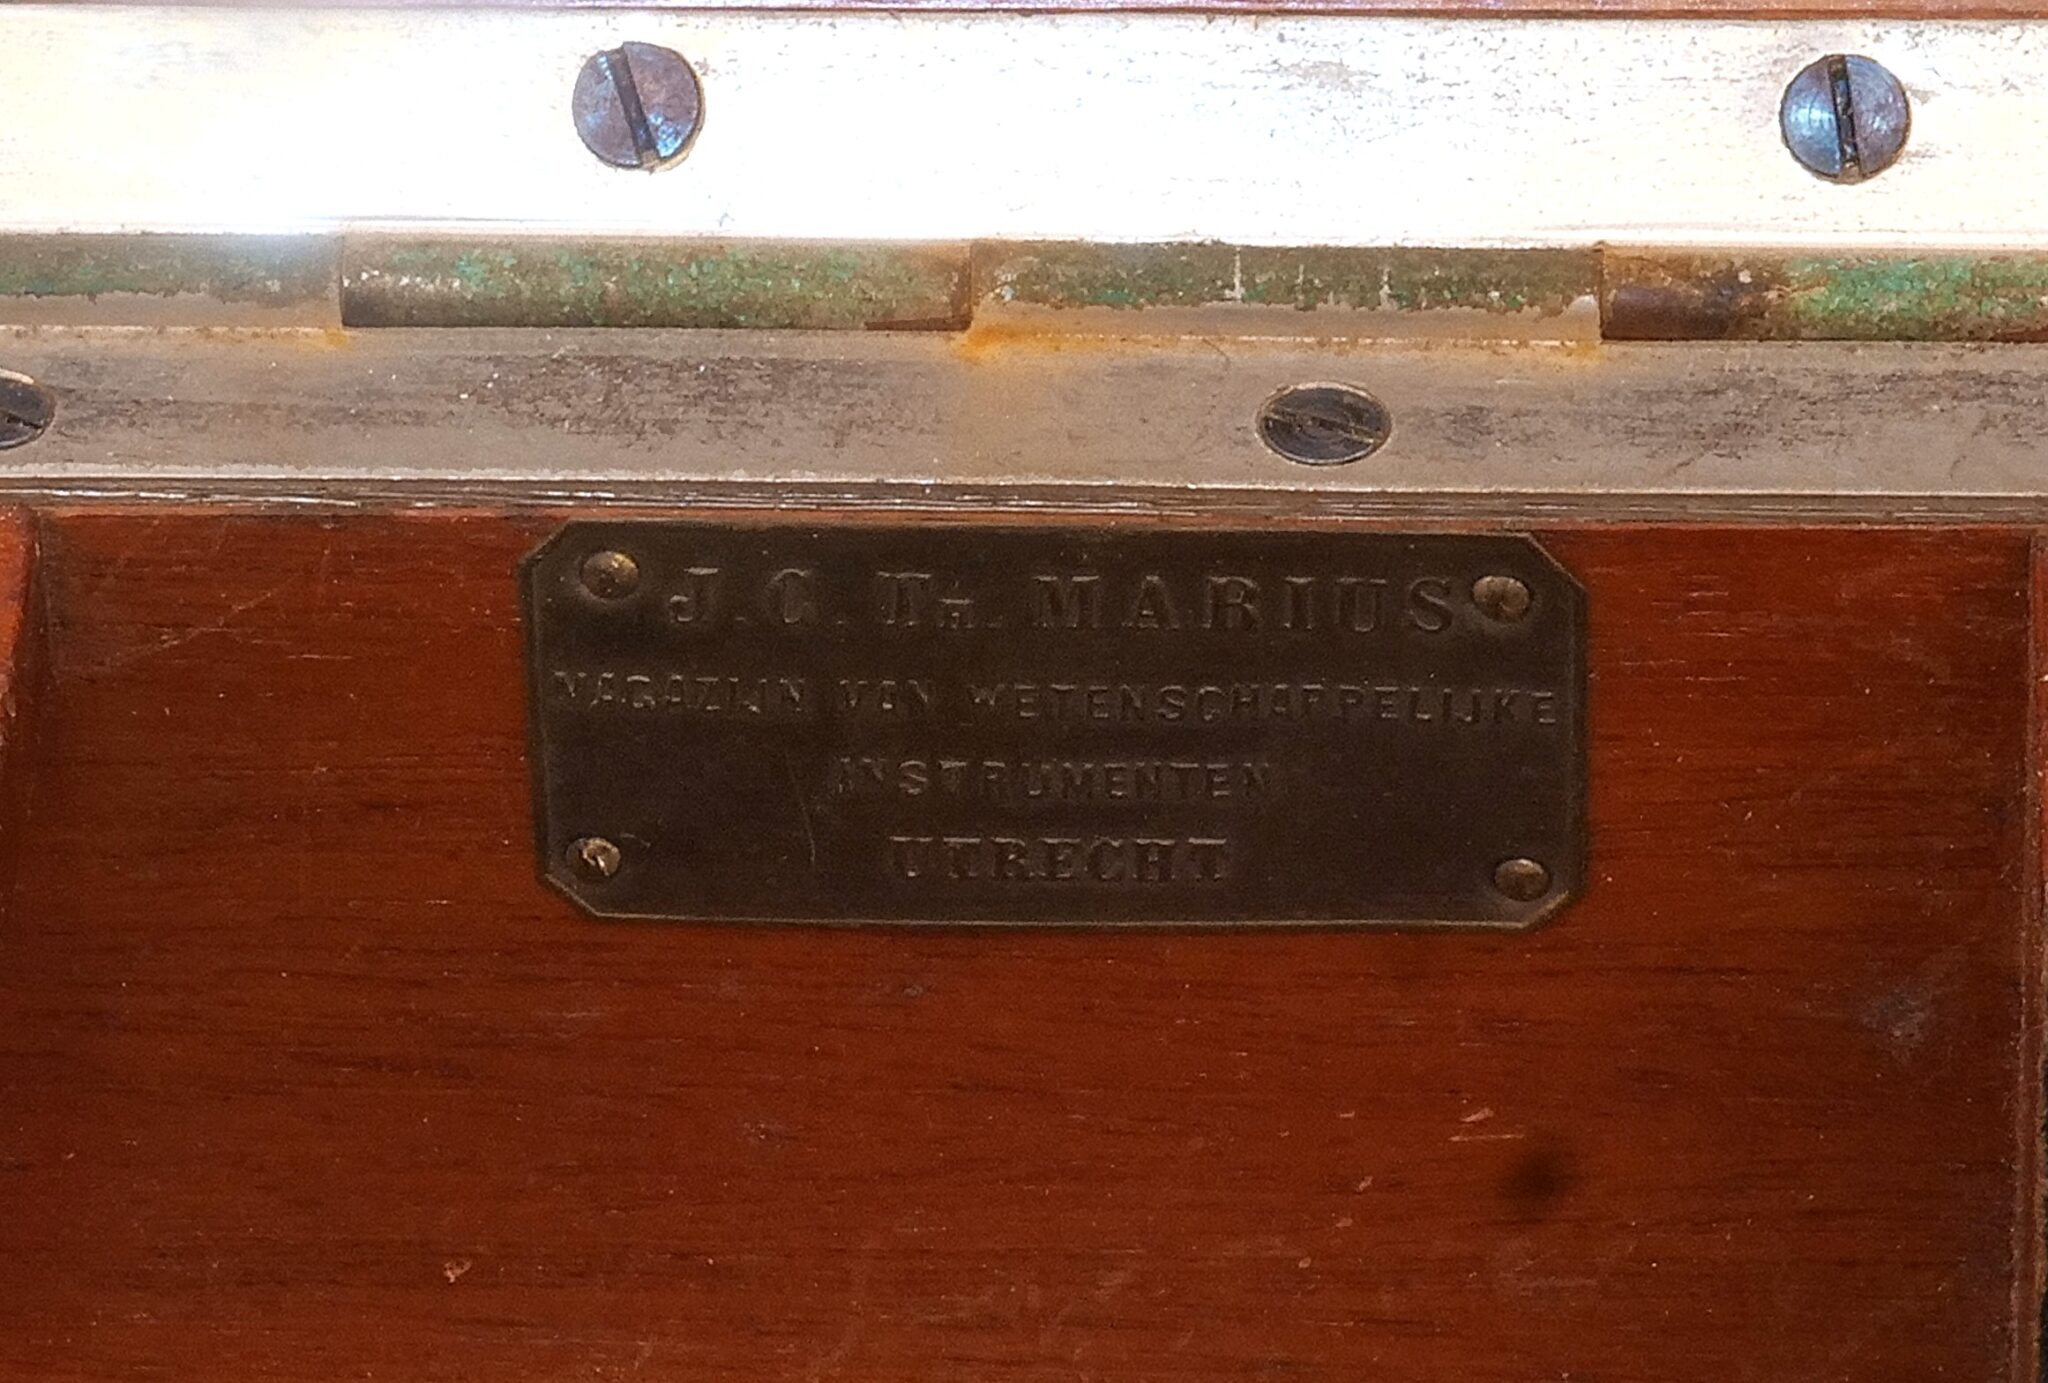 J. C. TH. MARIUS
MAGAZIJN VAN WETENSCHAPPELIJKE
INSTRUMENTEN
UTRECHT